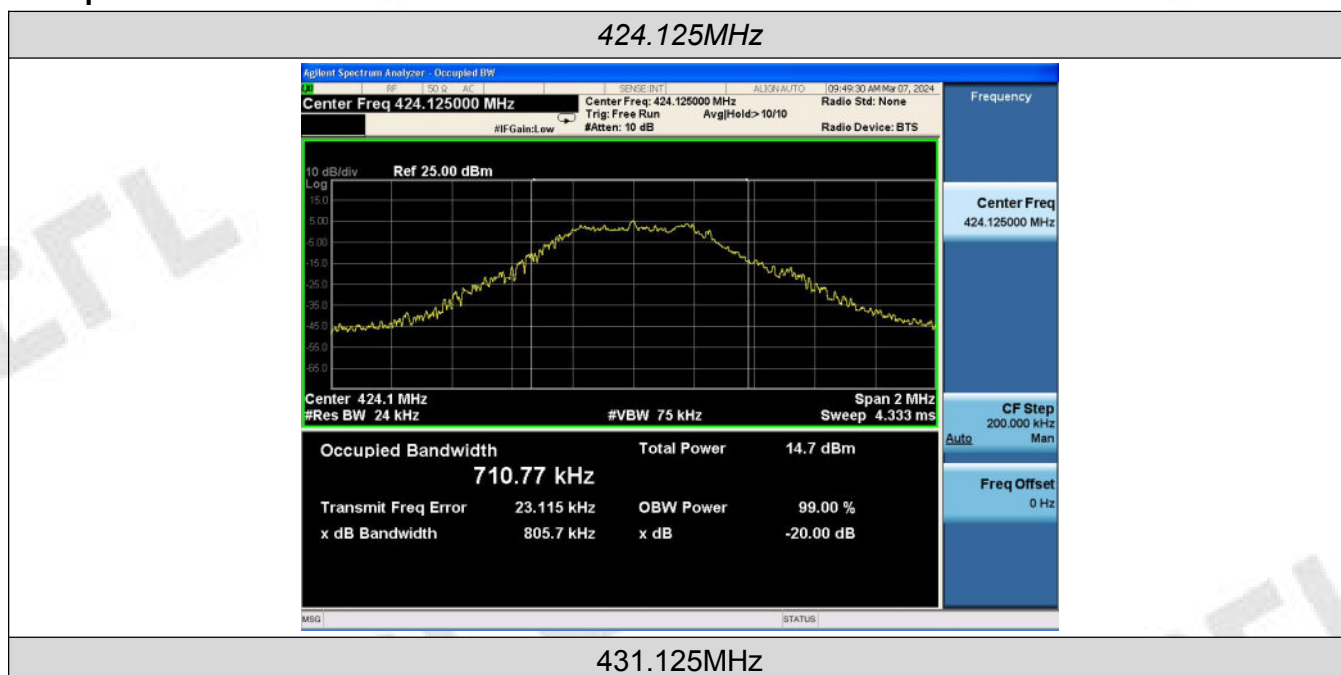 424.125MHz
Agilent Spectrum Analyzer - Occupied BW
RF 50 Ω AC SENSE:INT ALIGN AUTO 09:49:30 AM Mar 07, 2024
Center Freq 424.125000 MHz Center Freq: 424.125000 MHz Radio Std: None
Trig: Free Run Avg|Hold:> 10/10
#IFGain:Low #Atten: 10 dB Radio Device: BTS
10 dB/div Ref 25.00 dBm
Log
15.0
5.00
-5.00
-15.0
-25.0
-35.0
-45.0
-55.0
-65.0
Center 424.1 MHz Span 2 MHz
#Res BW 24 kHz #VBW 75 kHz Sweep 4.333 ms
Occupied Bandwidth Total Power 14.7 dBm
710.77 kHz
Transmit Freq Error 23.115 kHz OBW Power 99.00 %
x dB Bandwidth 805.7 kHz x dB -20.00 dB
MSG STATUS
Frequency
Center Freq
424.125000 MHz
CF Step
200.000 kHz
Auto Man
Freq Offset
0 Hz
431.125MHz